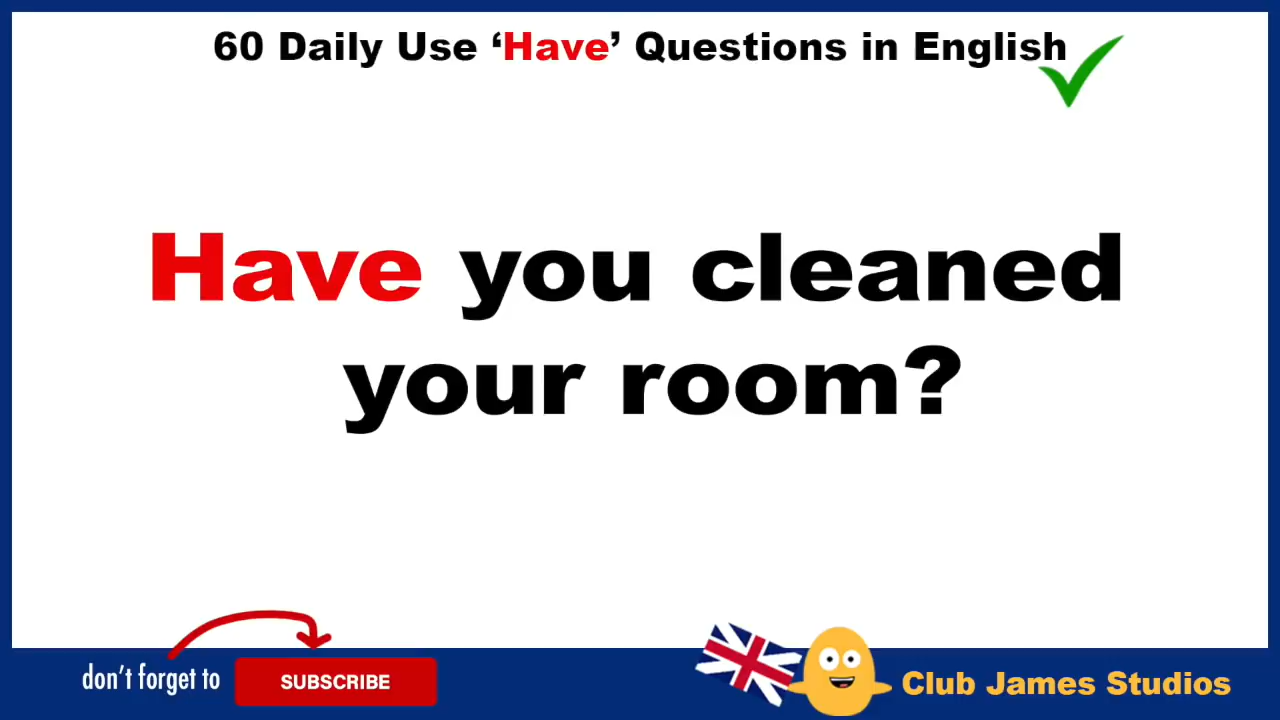 60 Daily Use ‘Have’ Questions in English
Have you cleaned
your room?
don't forget to
SUBSCRIBE
Club James Studios